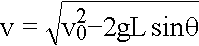 v = √(v₀² − 2gL sinθ)